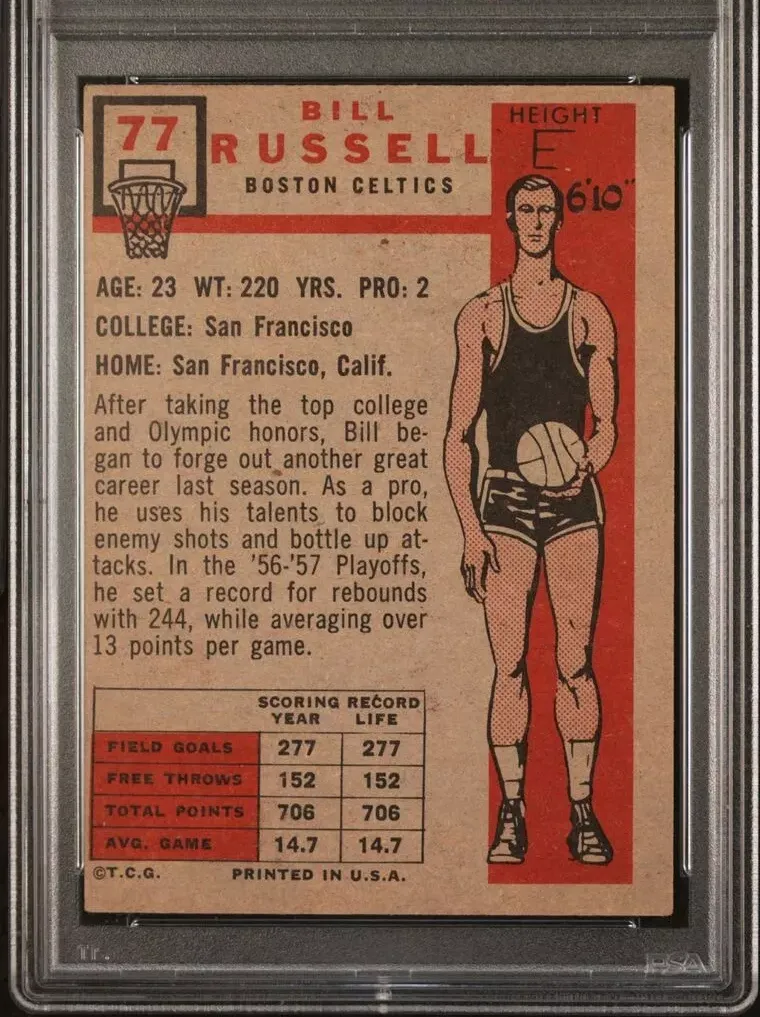 77
BILL
RUSSELL
BOSTON CELTICS
HEIGHT
E
6'10"
AGE: 23 WT: 220 YRS. PRO: 2
COLLEGE: San Francisco
HOME: San Francisco, Calif.
After taking the top college
and Olympic honors, Bill be-
gan to forge out another great
career last season. As a pro,
he uses his talents to block
enemy shots and bottle up at-
tacks. In the '56-'57 Playoffs,
he set a record for rebounds
with 244, while averaging over
13 points per game.
SCORING RECORD
YEAR LIFE
FIELD GOALS 277 277
FREE THROWS 152 152
TOTAL POINTS 706 706
AVG. GAME 14.7 14.7
©T.C.G. PRINTED IN U.S.A.
PSA